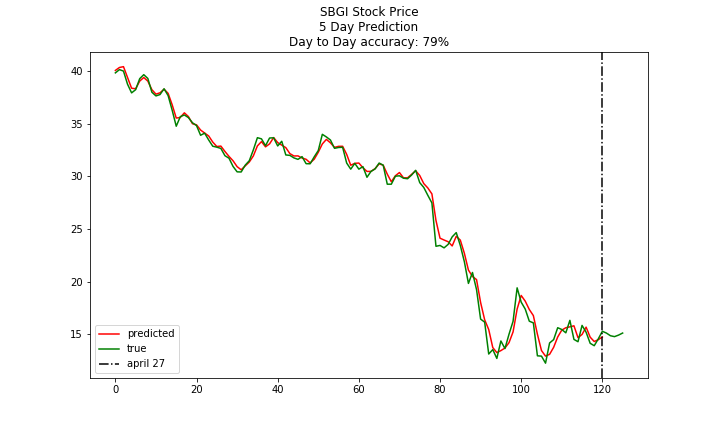 SBGI Stock Price
5 Day Prediction
Day to Day accuracy: 79%
40
35
30
25
20
15
predicted
true
april 27
0 20 40 60 80 100 120